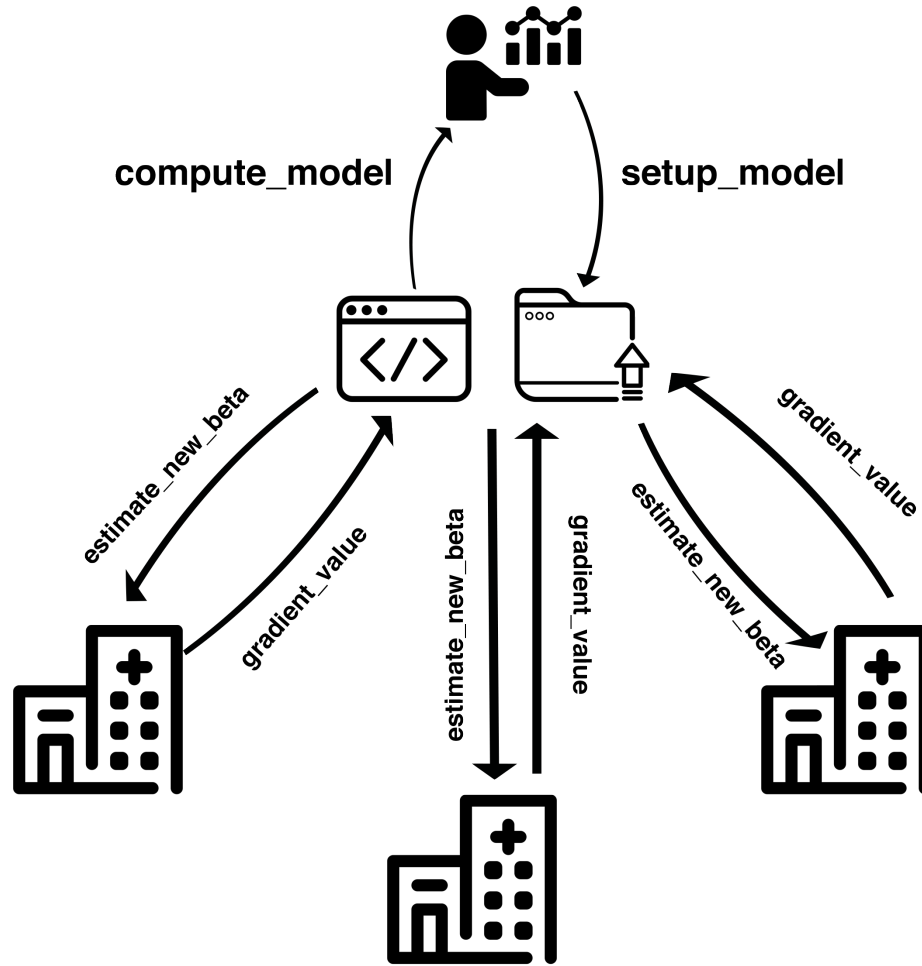 compute_model
setup_model
estimate_new_beta
gradient_value
estimate_new_beta
gradient_value
estimate_new_beta
gradient_value